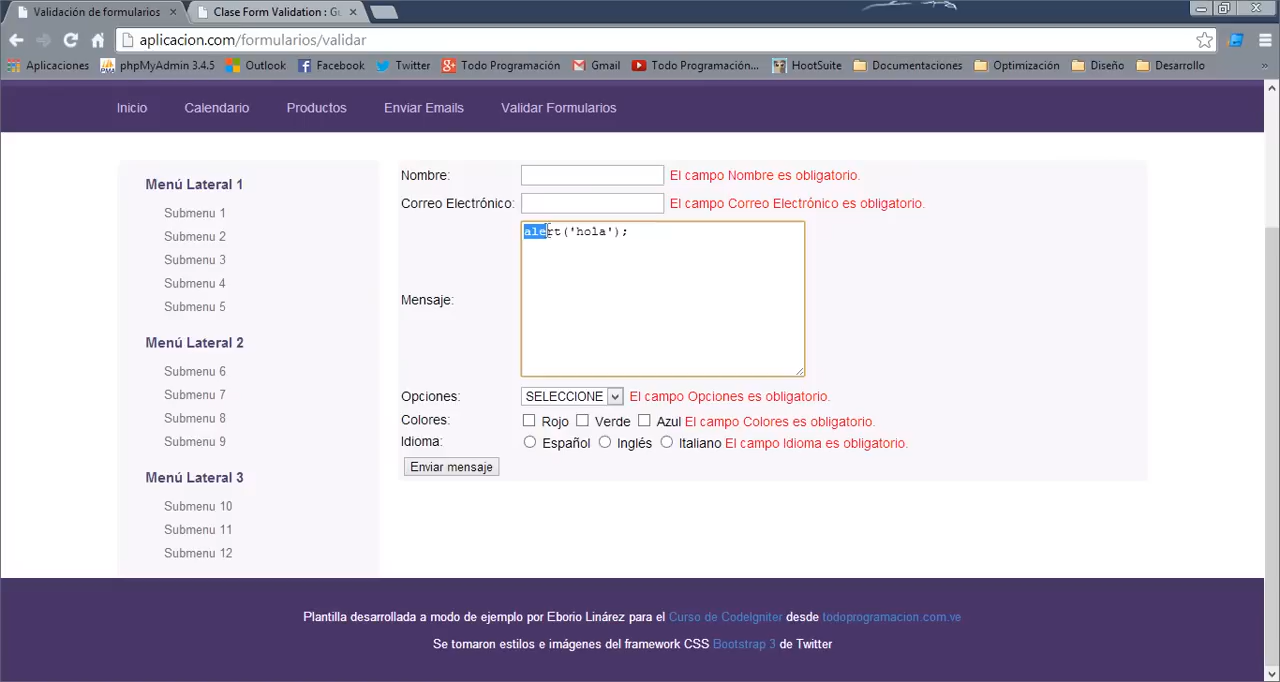 Validación de formularios
Clase Form Validation : Gu
aplicacion.com/formularios/validar
Aplicaciones phpMyAdmin 3.4.5 Outlook Facebook Twitter Todo Programación Gmail Todo Programación... HootSuite Documentaciones Optimización Diseño Desarrollo »
Inicio Calendario Productos Enviar Emails Validar Formularios
Menú Lateral 1
Submenu 1
Submenu 2
Submenu 3
Submenu 4
Submenu 5
Menú Lateral 2
Submenu 6
Submenu 7
Submenu 8
Submenu 9
Menú Lateral 3
Submenu 10
Submenu 11
Submenu 12
Nombre: El campo Nombre es obligatorio.
Correo Electrónico: El campo Correo Electrónico es obligatorio.
Mensaje: alert('hola');
Opciones: SELECCIONE El campo Opciones es obligatorio.
Colores: Rojo Verde Azul El campo Colores es obligatorio.
Idioma: Español Inglés Italiano El campo Idioma es obligatorio.
Enviar mensaje
Plantilla desarrollada a modo de ejemplo por Eborio Linárez para el Curso de CodeIgniter desde todoprogramacion.com.ve
Se tomaron estilos e imágenes del framework CSS Bootstrap 3 de Twitter